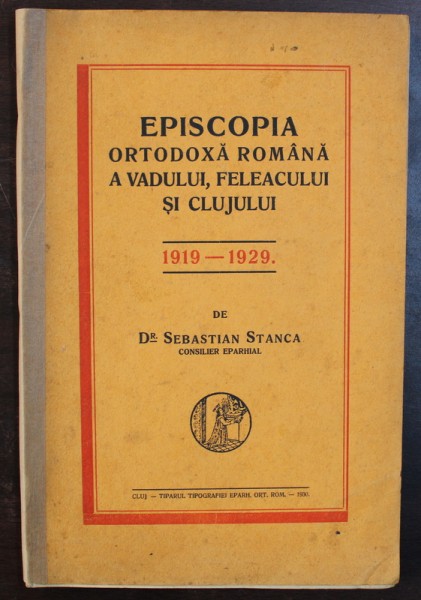 EPISCOPIA
ORTODOXĂ ROMÂNĂ
A VADULUI, FELEACULUI
ȘI CLUJULUI
1919 — 1929.
DE
DR. SEBASTIAN STANCA
CONSILIER EPARHIAL
CLUJ — TIPARUL TIPOGRAFIEI EPARH. ORT. ROM. — 1930.